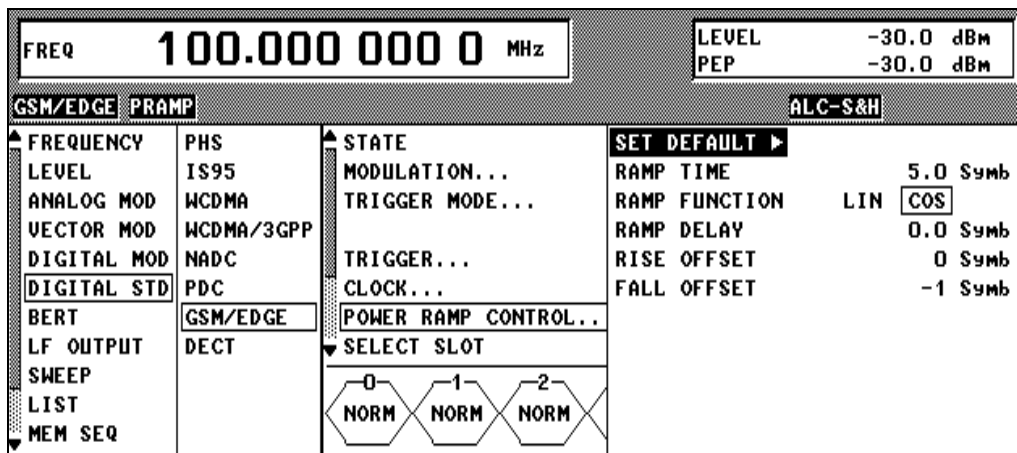 FREQ 100.000 000 0 MHz
LEVEL -30.0 dBm
PEP -30.0 dBm
GSM/EDGE PRAMP ALC-S&H
FREQUENCY
LEVEL
ANALOG MOD
VECTOR MOD
DIGITAL MOD
DIGITAL STD
BERT
LF OUTPUT
SWEEP
LIST
MEM SEQ
PHS
IS95
WCDMA
WCDMA/3GPP
NADC
PDC
GSM/EDGE
DECT
STATE
MODULATION...
TRIGGER MODE...
TRIGGER...
CLOCK...
POWER RAMP CONTROL..
SELECT SLOT
0 1 2
NORM NORM NORM
SET DEFAULT ▶
RAMP TIME 5.0 Symb
RAMP FUNCTION LIN COS
RAMP DELAY 0.0 Symb
RISE OFFSET 0 Symb
FALL OFFSET -1 Symb